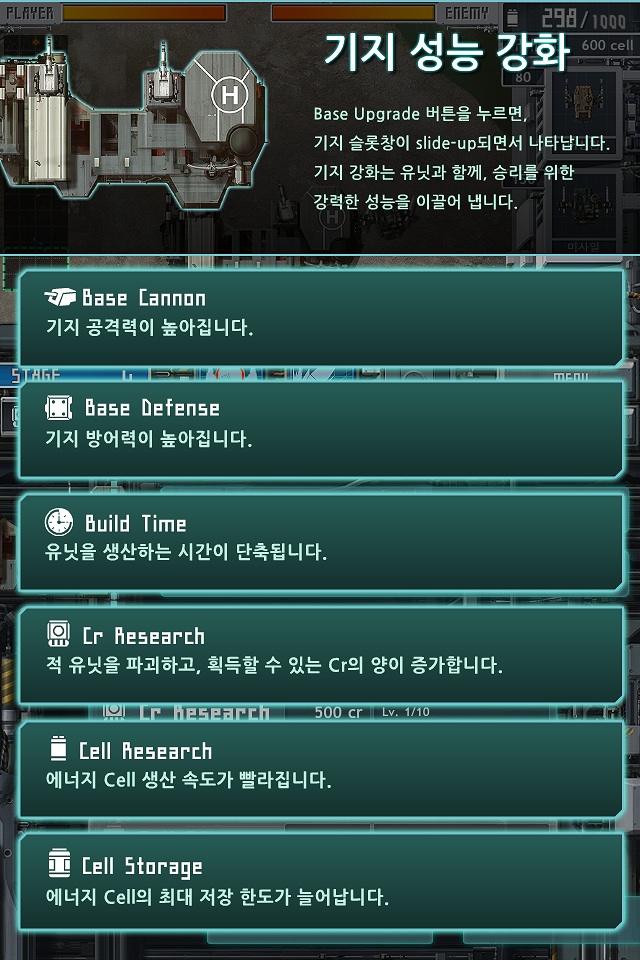 PLAYER
ENEMY
298/1000
600 cell
80
기지 성능 강화
Base Upgrade 버튼을 누르면,
기지 슬롯창이 slide-up되면서 나타납니다.
기지 강화는 유닛과 함께, 승리를 위한
강력한 성능을 이끌어 냅니다.
미사일
Base Cannon
기지 공격력이 높아집니다.
STAGE
MENU
Base Defense
기지 방어력이 높아집니다.
Build Time
유닛을 생산하는 시간이 단축됩니다.
Cr Research
적 유닛을 파괴하고, 획득할 수 있는 Cr의 양이 증가합니다.
Cr Research 500 cr Lv. 1/10
Cell Research
에너지 Cell 생산 속도가 빨라집니다.
Cell Storage
에너지 Cell의 최대 저장 한도가 늘어납니다.